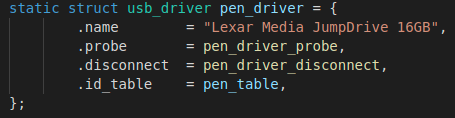 static struct usb_driver pen_driver = {
        .name        = "Lexar Media JumpDrive 16GB",
        .probe       = pen_driver_probe,
        .disconnect  = pen_driver_disconnect,
        .id_table    = pen_table,
};